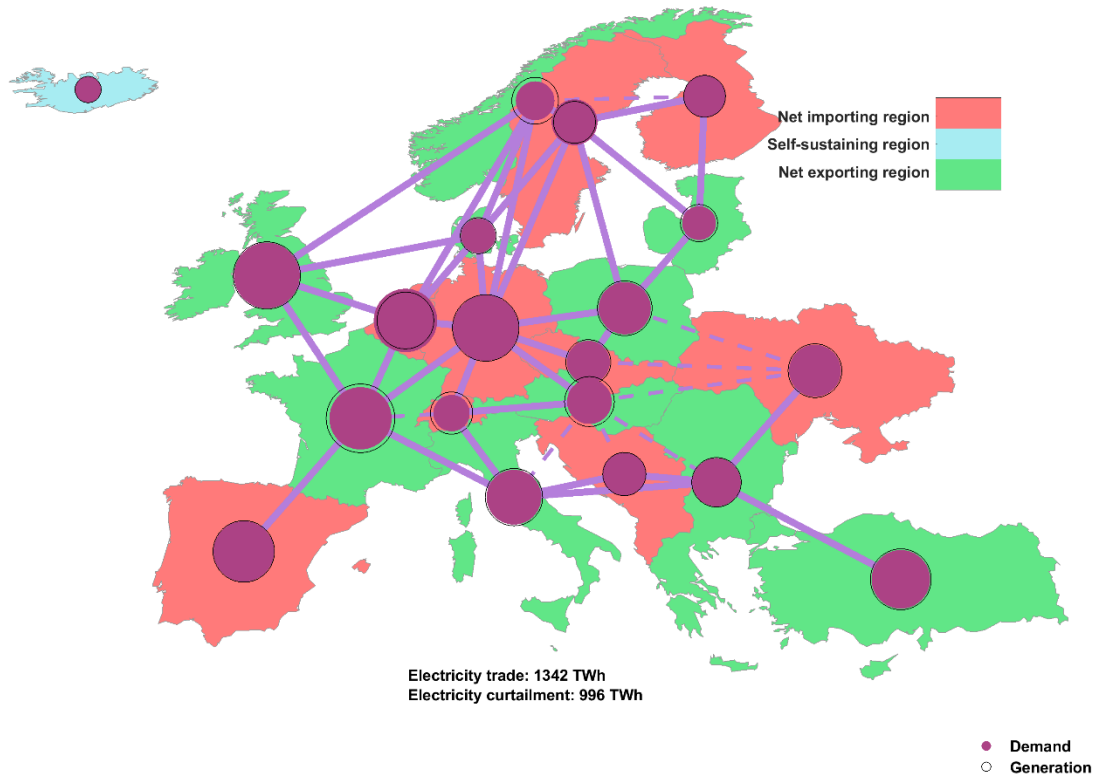 Net importing region
Self-sustaining region
Net exporting region
Electricity trade: 1342 TWh
Electricity curtailment: 996 TWh
Demand
Generation